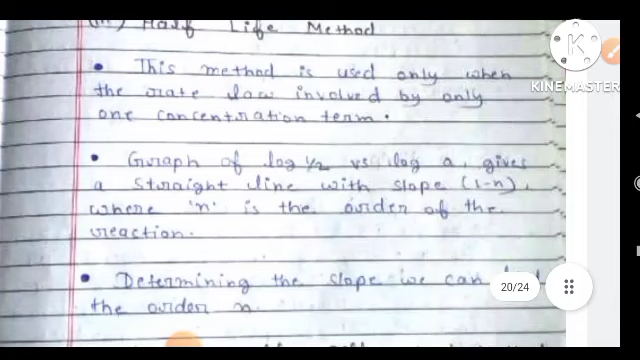 Half Life Method
• This method is used only when
the rate law involved by only
one concentration term.
• Graph of log 1/2 vs log a, gives
a straight line with slope (1-n),
where 'n' is the order of the
reaction.
• Determining the slope we can
the order n.
20/24
K
KINEMASTER